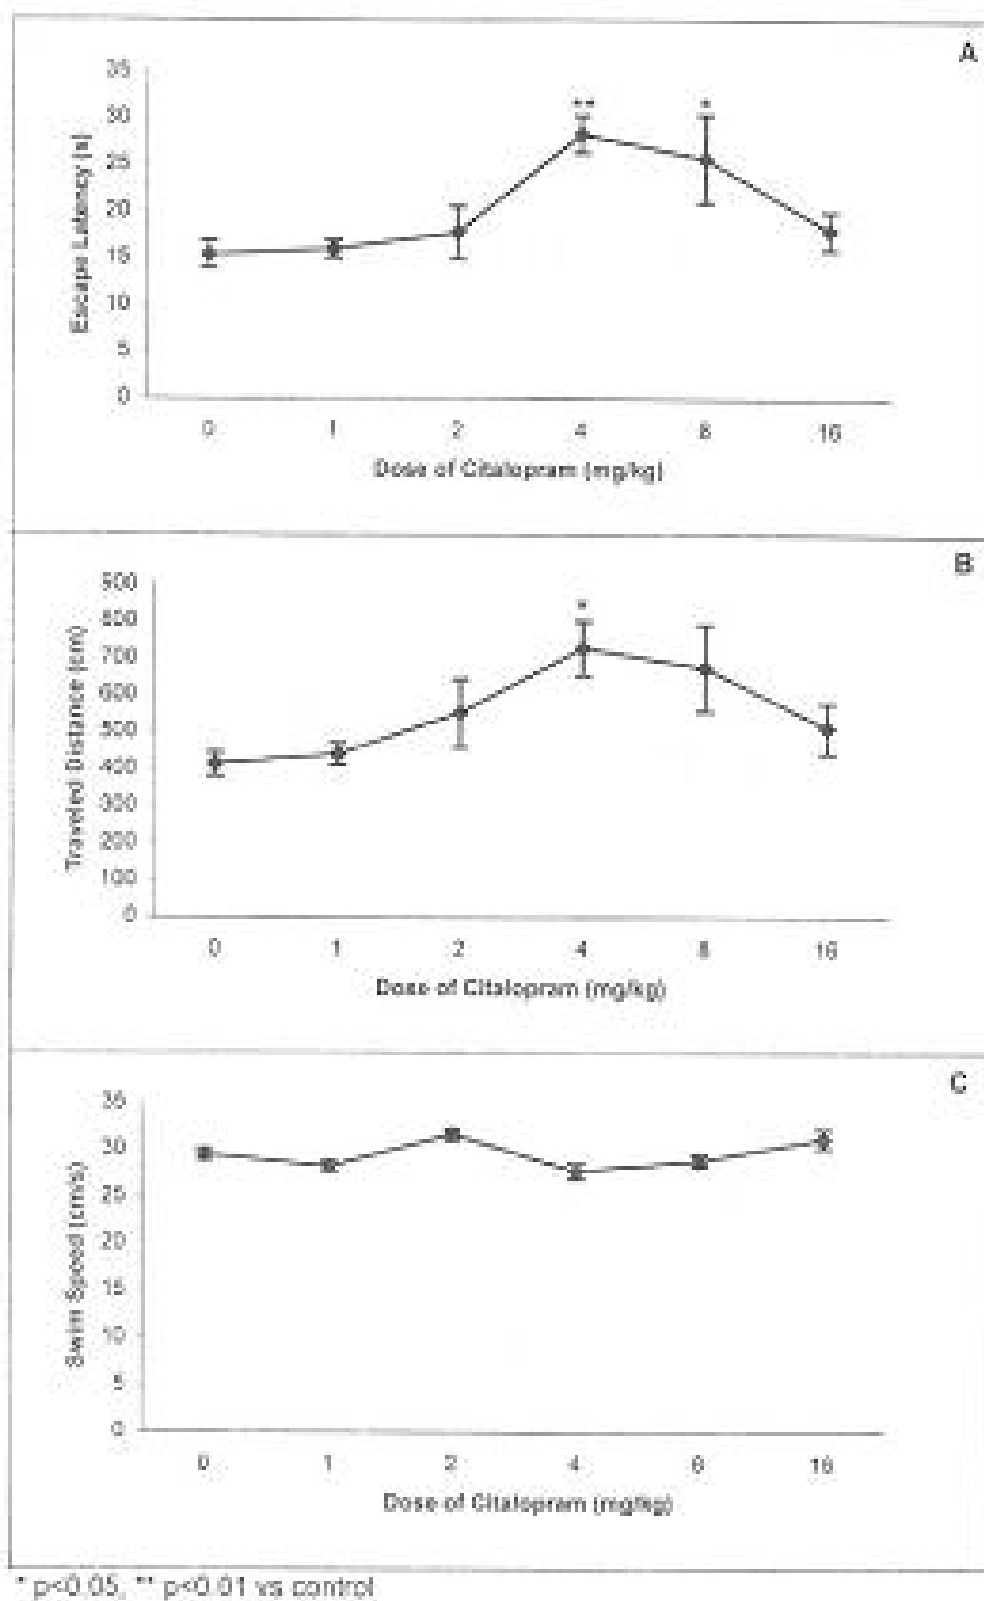 A
35
30
25
20
15
10
5
0
Escape Latency (s)
** *
0 1 2 4 8 16
Dose of Citalopram (mg/kg)
B
900
800
700
600
500
400
300
200
100
0
Traveled Distance (cm)
*
0 1 2 4 8 16
Dose of Citalopram (mg/kg)
C
35
30
25
20
15
10
5
0
Swim Speed (cm/s)
0 1 2 4 8 16
Dose of Citalopram (mg/kg)
* p<0.05, ** p<0.01 vs control